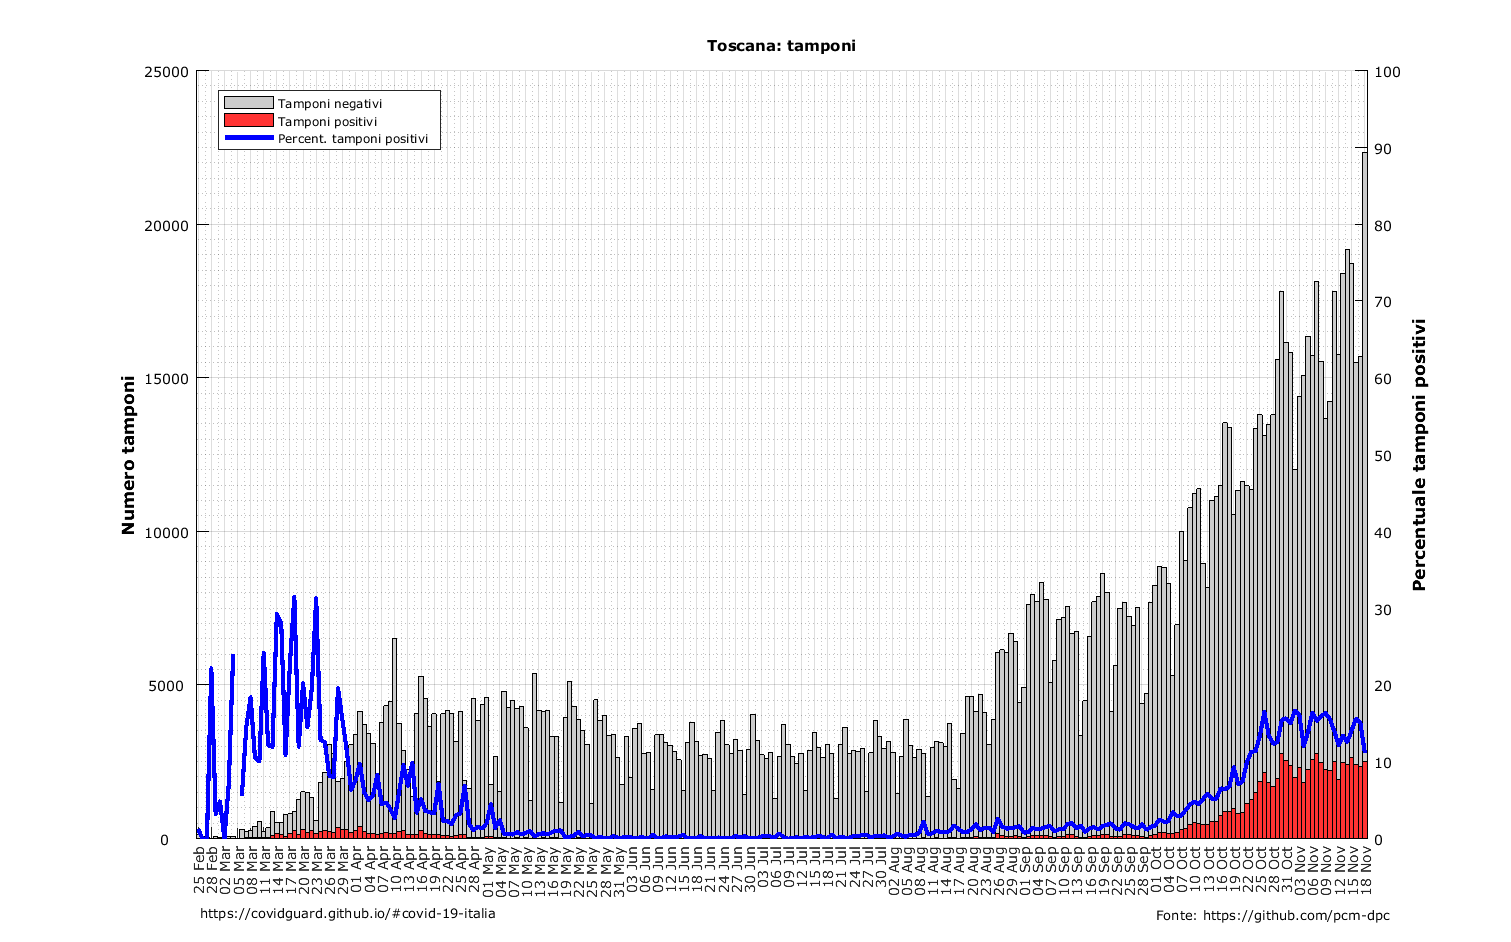 Toscana: tamponi
25000
20000
15000
10000
5000
0
Numero tamponi
Tamponi negativi
Tamponi positivi
Percent. tamponi positivi
100
90
80
70
60
50
40
30
20
10
0
Percentuale tamponi positivi
25 Feb
28 Feb
02 Mar
05 Mar
08 Mar
11 Mar
14 Mar
17 Mar
20 Mar
23 Mar
26 Mar
29 Mar
01 Apr
04 Apr
07 Apr
10 Apr
13 Apr
16 Apr
19 Apr
22 Apr
25 Apr
28 Apr
01 May
04 May
07 May
10 May
13 May
16 May
19 May
22 May
25 May
28 May
31 May
03 Jun
06 Jun
09 Jun
12 Jun
15 Jun
18 Jun
21 Jun
24 Jun
27 Jun
30 Jun
03 Jul
06 Jul
09 Jul
12 Jul
15 Jul
18 Jul
21 Jul
24 Jul
27 Jul
30 Jul
02 Aug
05 Aug
08 Aug
11 Aug
14 Aug
17 Aug
20 Aug
23 Aug
26 Aug
29 Aug
01 Sep
04 Sep
07 Sep
10 Sep
13 Sep
16 Sep
19 Sep
22 Sep
25 Sep
28 Sep
01 Oct
04 Oct
07 Oct
10 Oct
13 Oct
16 Oct
19 Oct
22 Oct
25 Oct
28 Oct
31 Oct
03 Nov
06 Nov
09 Nov
12 Nov
15 Nov
18 Nov
https://covidguard.github.io/#covid-19-italia
Fonte: https://github.com/pcm-dpc